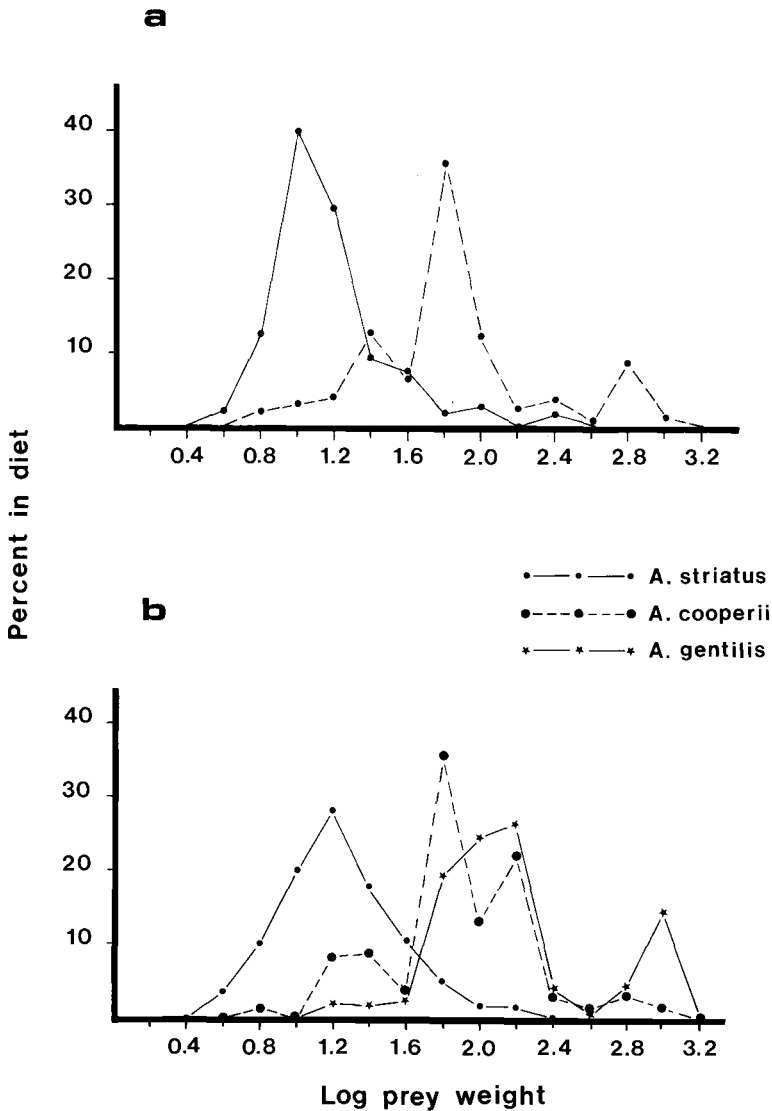 a
40
30
20
10
0.4 0.8 1.2 1.6 2.0 2.4 2.8 3.2
Percent in diet
A. striatus
A. cooperii
A. gentilis
b
40
30
20
10
0.4 0.8 1.2 1.6 2.0 2.4 2.8 3.2
Log prey weight